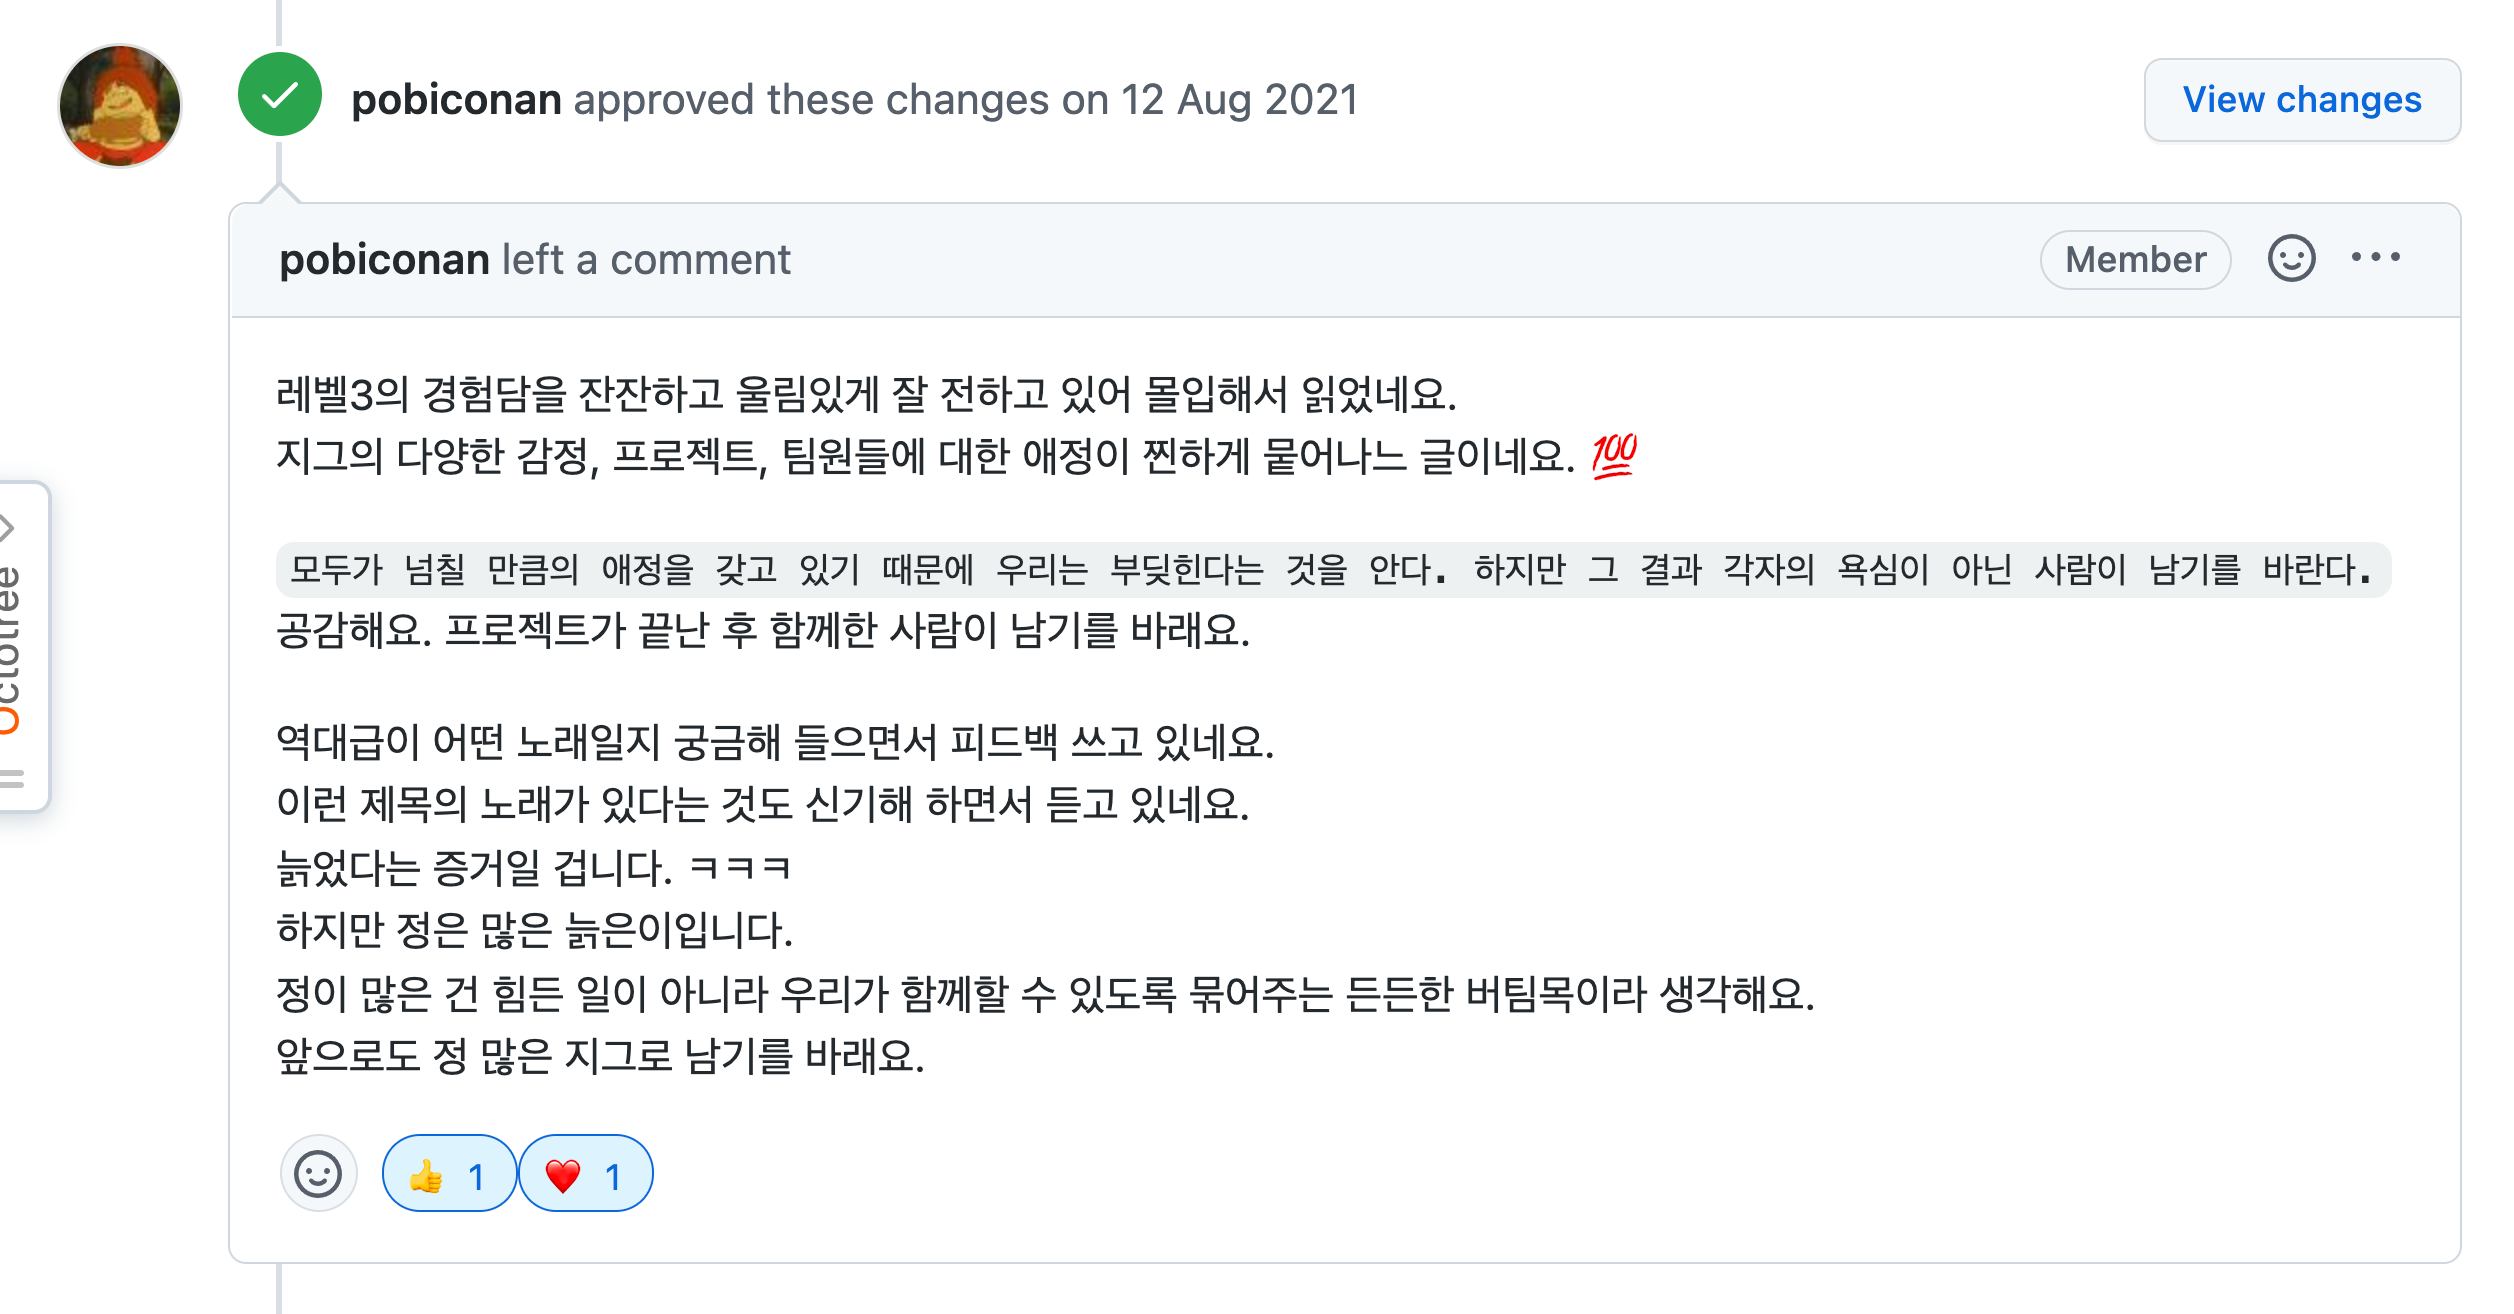 pobiconan approved these changes on 12 Aug 2021
View changes
pobiconan left a comment
Member
레벨3의 경험담을 잔잔하고 울림있게 잘 전하고 있어 몰입해서 읽었네요.
지그의 다양한 감정, 프로젝트, 팀원들에 대한 애정이 찐하게 뭍어나느 글이네요. 💯
모두가 넘칠 만큼의 애정을 갖고 있기 때문에 우리는 부딪힌다는 것을 안다. 하지만 그 결과 각자의 욕심이 아닌 사람이 남기를 바란다.
공감해요. 프로젝트가 끝난 후 함께한 사람이 남기를 바래요.
역대급이 어떤 노래일지 궁금해 들으면서 피드백 쓰고 있네요.
이런 제목의 노래가 있다는 것도 신기해 하면서 듣고 있네요.
늙었다는 증거일 겁니다. ㅋㅋㅋ
하지만 정은 많은 늙은이입니다.
정이 많은 건 힘든 일이 아니라 우리가 함께할 수 있도록 묶어주는 든든한 버팀목이라 생각해요.
앞으로도 정 많은 지그로 남기를 바래요.
👍 1 ❤️ 1
Octotree